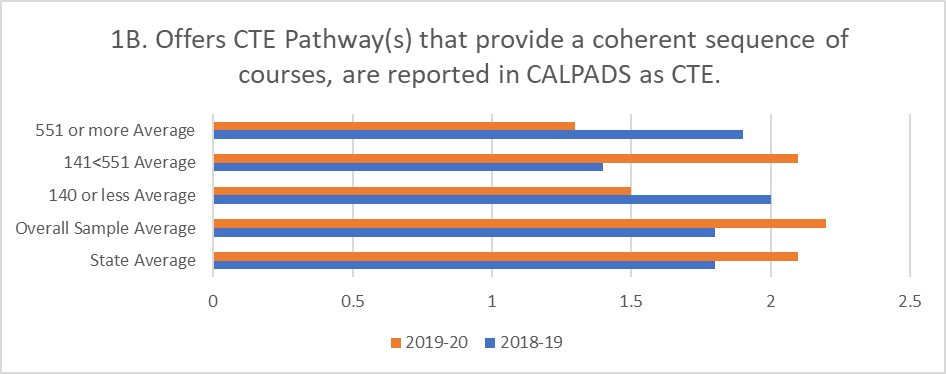 1B. Offers CTE Pathway(s) that provide a coherent sequence of
courses, are reported in CALPADS as CTE.
551 or more Average
141<551 Average
140 or less Average
Overall Sample Average
State Average
0 0.5 1 1.5 2 2.5
2019-20 2018-19